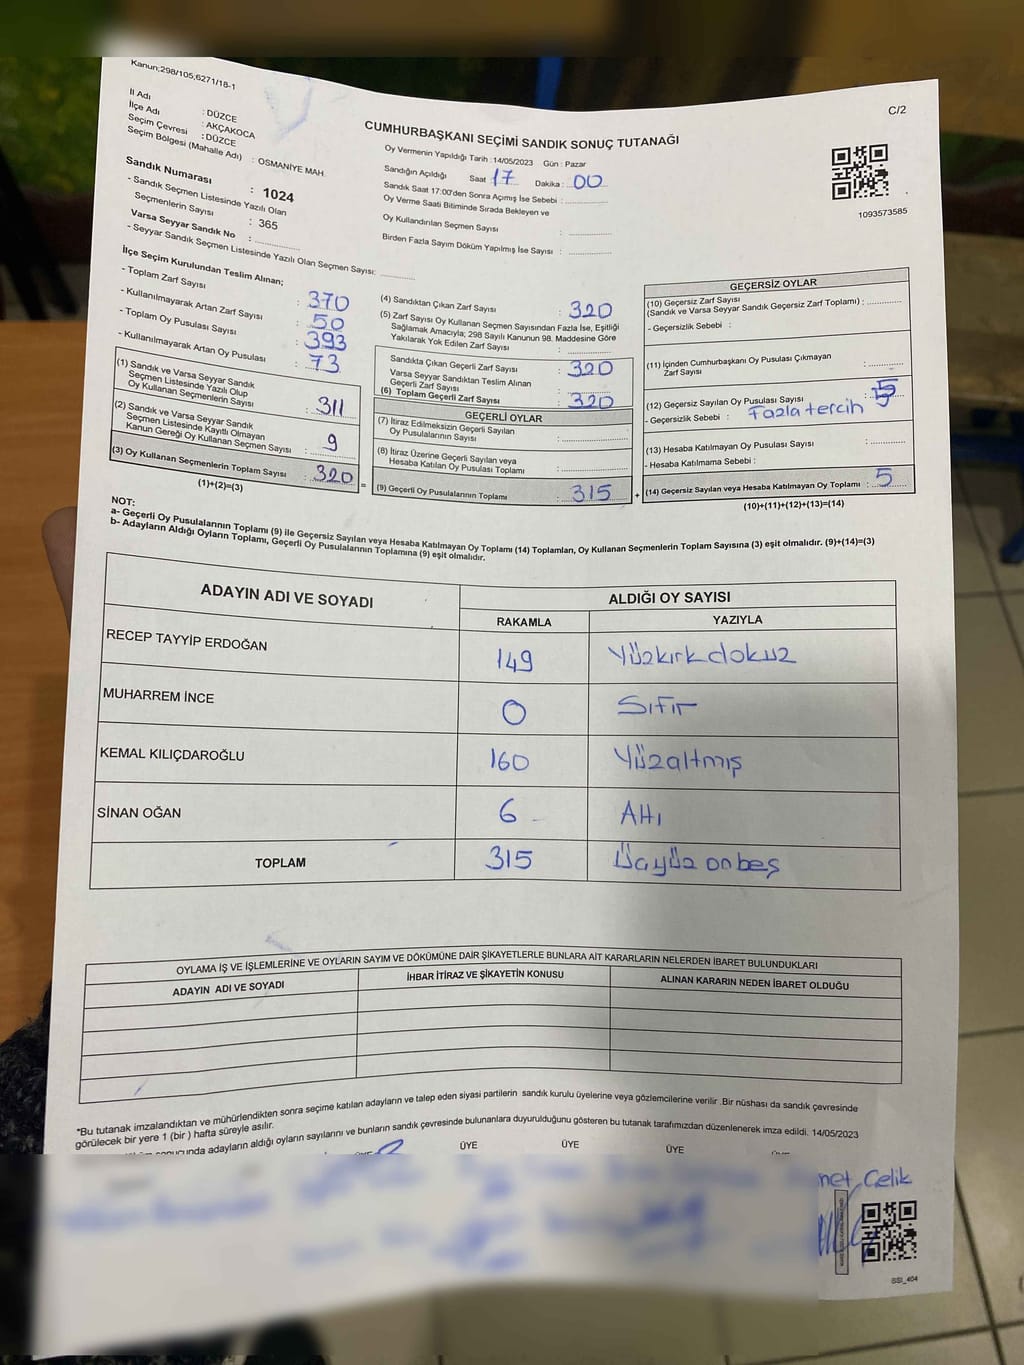 Kanun;298/105;6271/18-1
C/2
İl Adı : DÜZCE
İlçe Adı : AKÇAKOCA
Seçim Çevresi : DÜZCE
Seçim Bölgesi (Mahalle Adı) : OSMANİYE MAH
Sandık Numarası : 1024
- Sandık Seçmen Listesinde Yazılı Olan
Seçmenlerin Sayısı : 365
Varsa Seyyar Sandık No : ................
- Seyyar Sandık Seçmen Listesinde Yazılı Olan Seçmen Sayısı: ............
CUMHURBAŞKANI SEÇİMİ SANDIK SONUÇ TUTANAĞI
Oy Vermenin Yapıldığı Tarih : 14/05/2023 Gün : Pazar
Sandığın Açıldığı Saat 17 Dakika : 00
Sandık Saat 17:00'den Sonra Açımış İse Sebebi : ................
Oy Verme Saati Bitiminde Sırada Bekleyen ve
Oy Kullandırılan Seçmen Sayısı : ................
Birden Fazla Sayım Döküm Yapılmış İse Sayısı : ................
1093573585
İlçe Seçim Kurulundan Teslim Alınan;
- Toplam Zarf Sayısı : 370
- Kullanılmayarak Artan Zarf Sayısı : 50
- Toplam Oy Pusulası Sayısı : 393
- Kullanılmayarak Artan Oy Pusulası : 73
(1) Sandık ve Varsa Seyyar Sandık
Seçmen Listesinde Yazılı Olup
Oy Kullanan Seçmenlerin Sayısı : 311
(2) Sandık ve Varsa Seyyar Sandık
Seçmen Listesinde Kayıtlı Olmayan
Kanun Gereği Oy Kullanan Seçmen Sayısı : 9
(3) Oy Kullanan Seçmenlerin Toplam Sayısı : 320
(1)+(2)=(3)
(4) Sandıktan Çıkan Zarf Sayısı : 320
(5) Zarf Sayısı Oy Kullanan Seçmen Sayısından Fazla İse, Eşitliği
Sağlamak Amacıyla; 298 Sayılı Kanunun 98. Maddesine Göre
Yakılarak Yok Edilen Zarf Sayısı : ................
Sandıkta Çıkan Geçerli Zarf Sayısı : 320
Varsa Seyyar Sandıktan Teslim Alınan
Geçerli Zarf Sayısı : ................
(6) Toplam Geçerli Zarf Sayısı : 320
GEÇERLİ OYLAR
(7) İtiraz Edilmeksizin Geçerli Sayılan
Oy Pusulalarının Sayısı : ................
(8) İtiraz Üzerine Geçerli Sayılan veya
Hesaba Katılan Oy Pusulası Toplamı : ................
= (9) Geçerli Oy Pusulalarının Toplamı : 315 +
GEÇERSİZ OYLAR
(10) Geçersiz Zarf Sayısı
(Sandık ve Varsa Seyyar Sandık Geçersiz Zarf Toplamı) : ............
- Geçersizlik Sebebi :
(11) İçinden Cumhurbaşkanı Oy Pusulası Çıkmayan
Zarf Sayısı : ............
(12) Geçersiz Sayılan Oy Pusulası Sayısı : 5
- Geçersizlik Sebebi : Fazla tercih
(13) Hesaba Katılmayan Oy Pusulası Sayısı : ............
- Hesaba Katılmama Sebebi :
(14) Geçersiz Sayılan veya Hesaba Katılmayan Oy Toplamı : 5
(10)+(11)+(12)+(13)=(14)
NOT:
a- Geçerli Oy Pusulalarının Toplamı (9) ile Geçersiz Sayılan veya Hesaba Katılmayan Oy Toplamı (14) Toplamları, Oy Kullanan Seçmenlerin Toplam Sayısına (3) eşit olmalıdır. (9)+(14)=(3)
b- Adayların Aldığı Oyların Toplamı, Geçerli Oy Pusulalarının Toplamına (9) eşit olmalıdır.
ADAYIN ADI VE SOYADI ALDIĞI OY SAYISI
RAKAMLA YAZIYLA
RECEP TAYYİP ERDOĞAN 149 Yüzkırkdokuz
MUHARREM İNCE 0 Sıfır
KEMAL KILIÇDAROĞLU 160 Yüzaltmış
SİNAN OĞAN 6 Altı
TOPLAM 315 Üçyüz onbeş
OYLAMA İŞ VE İŞLEMLERİNE VE OYLARIN SAYIM VE DÖKÜMÜNE DAİR ŞİKAYETLERLE BUNLARA AİT KARARLARIN NELERDEN İBARET BULUNDUKLARI
ADAYIN ADI VE SOYADI İHBAR İTİRAZ VE ŞİKAYETİN KONUSU ALINAN KARARIN NEDEN İBARET OLDUĞU
*Bu tutanak imzalandıktan ve mühürlendikten sonra seçime katılan adayların ve talep eden siyasi partilerin sandık kurulu üyelerine veya gözlemcilerine verilir .Bir nüshası da sandık çevresinde
görülecek bir yere 1 (bir ) hafta süreyle asılır.
sonucunda adayların aldığı oyların sayılarını ve bunların sandık çevresinde bulunanlara duyurulduğunu gösteren bu tutanak tarafımızdan düzenlenerek imza edildi. 14/05/2023
ÜYE ÜYE ÜYE
net Çelik
BSI_404